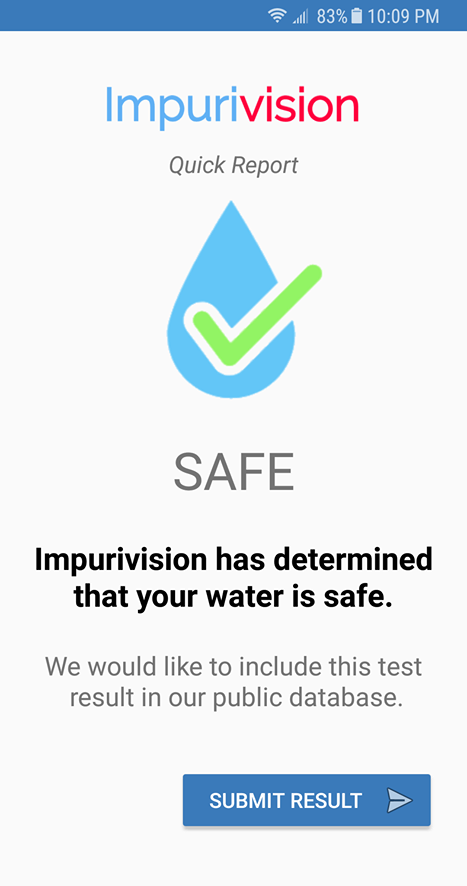 83% 10:09 PM
Impurivision
Quick Report
SAFE
Impurivision has determined
that your water is safe.
We would like to include this test
result in our public database.
SUBMIT RESULT